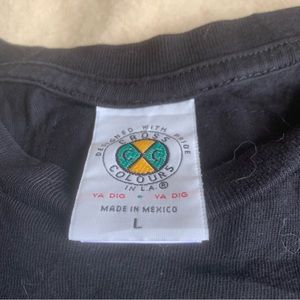 DESIGNED WITH PRIDE
CROSS
C C
COLOURS
IN L.A.®
YA DIG + YA DIG
MADE IN MEXICO
L